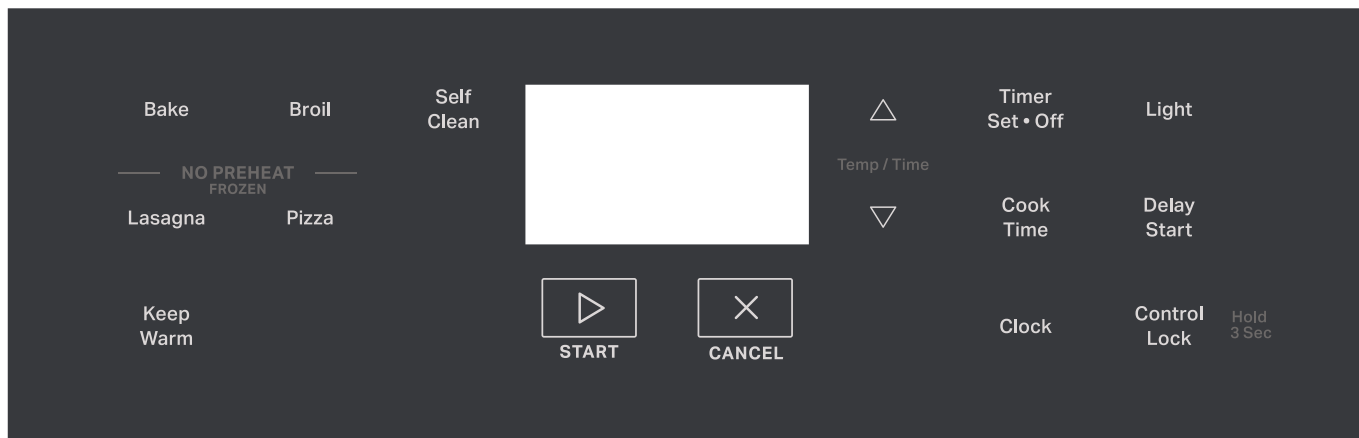 Bake
Broil
Self
Clean
NO PREHEAT
FROZEN
Lasagna
Pizza
Keep
Warm
START
CANCEL
Temp / Time
Timer
Set • Off
Light
Cook
Time
Delay
Start
Clock
Control
Lock
Hold
3 Sec